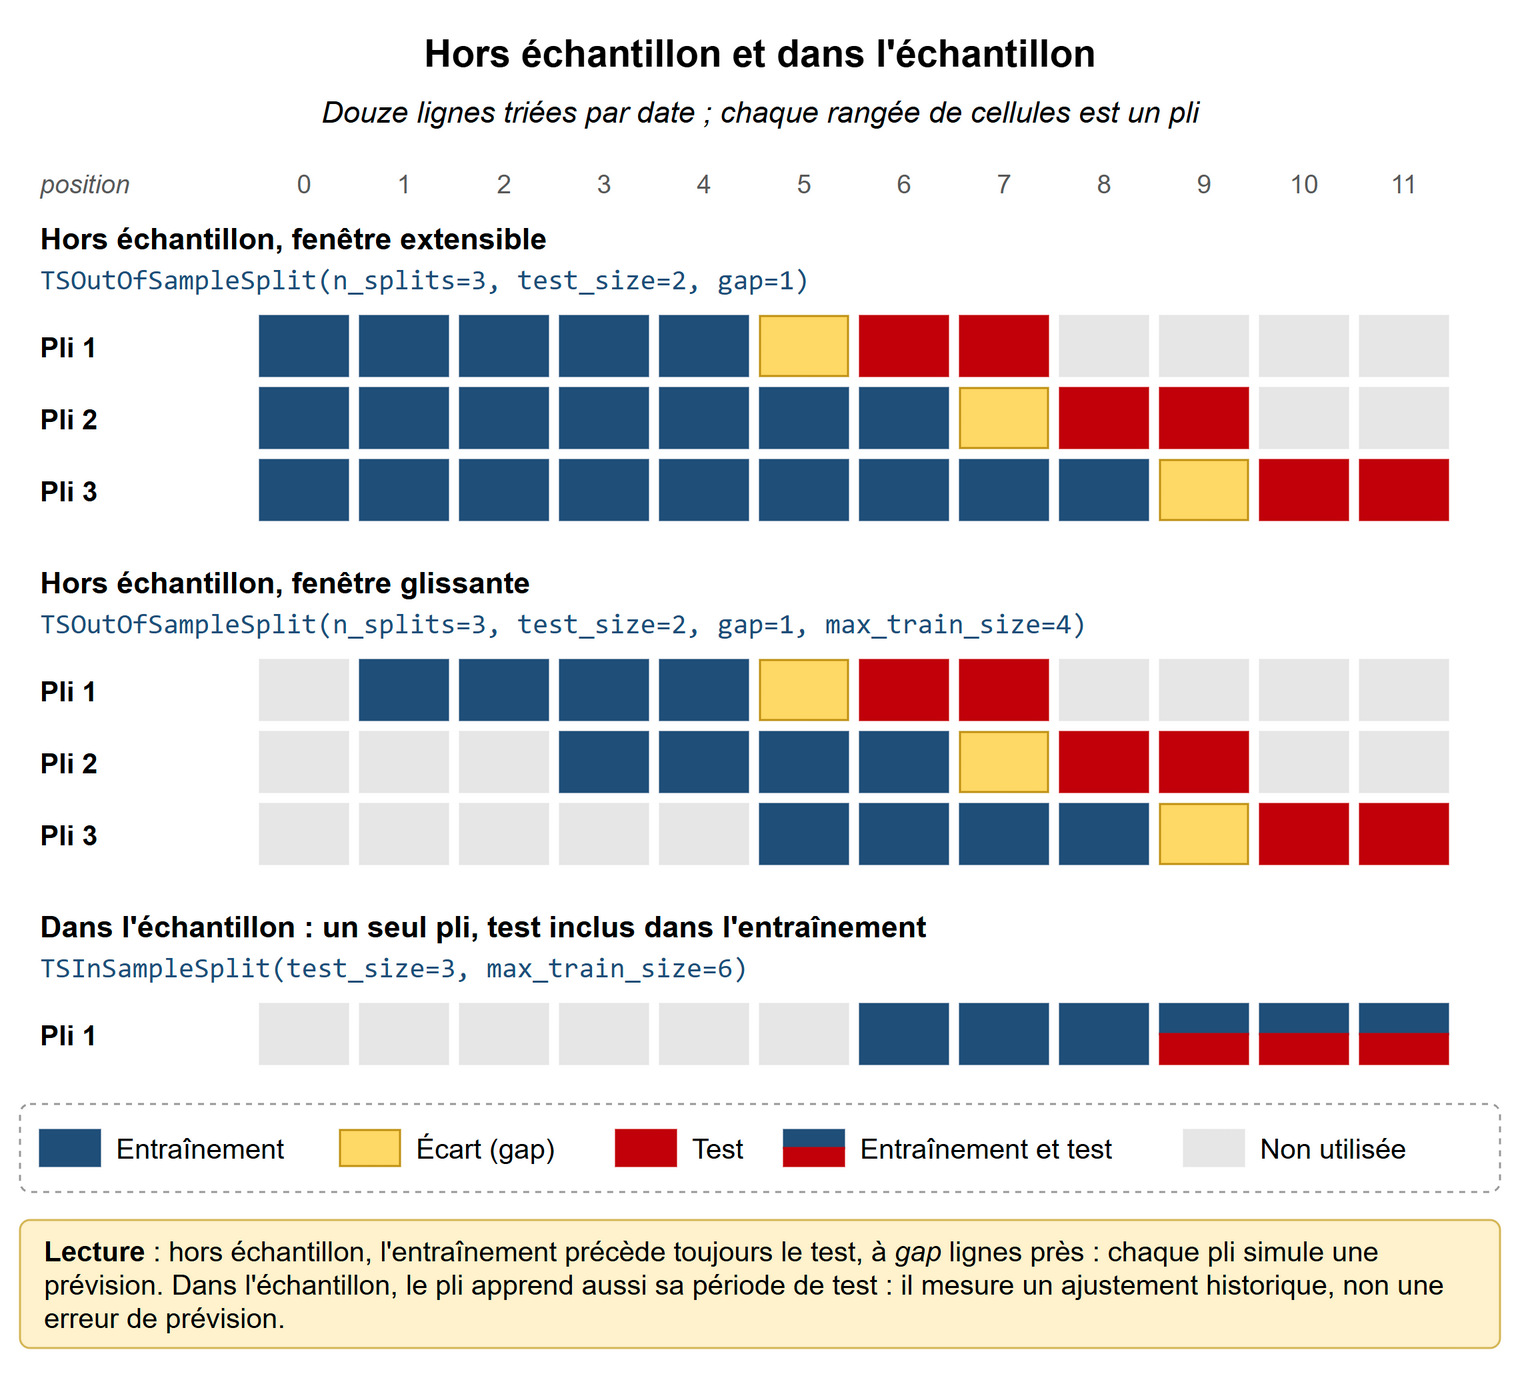 Hors échantillon et dans l'échantillon
Douze lignes triées par date ; chaque rangée de cellules est un pli
position 0 1 2 3 4 5 6 7 8 9 10 11
Hors échantillon, fenêtre extensible
TSOutOfSampleSplit(n_splits=3, test_size=2, gap=1)
Pli 1
Pli 2
Pli 3
Hors échantillon, fenêtre glissante
TSOutOfSampleSplit(n_splits=3, test_size=2, gap=1, max_train_size=4)
Pli 1
Pli 2
Pli 3
Dans l'échantillon : un seul pli, test inclus dans l'entraînement
TSInSampleSplit(test_size=3, max_train_size=6)
Pli 1
Entraînement Écart (gap) Test Entraînement et test Non utilisée
Lecture : hors échantillon, l'entraînement précède toujours le test, à gap lignes près : chaque pli simule une
prévision. Dans l'échantillon, le pli apprend aussi sa période de test : il mesure un ajustement historique, non une
erreur de prévision.